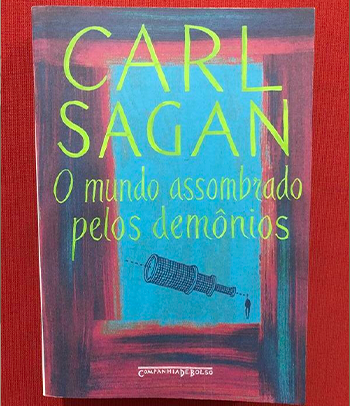 CARL
SAGAN
O mundo assombrado
pelos demônios
COMPANHIA DE BOLSO